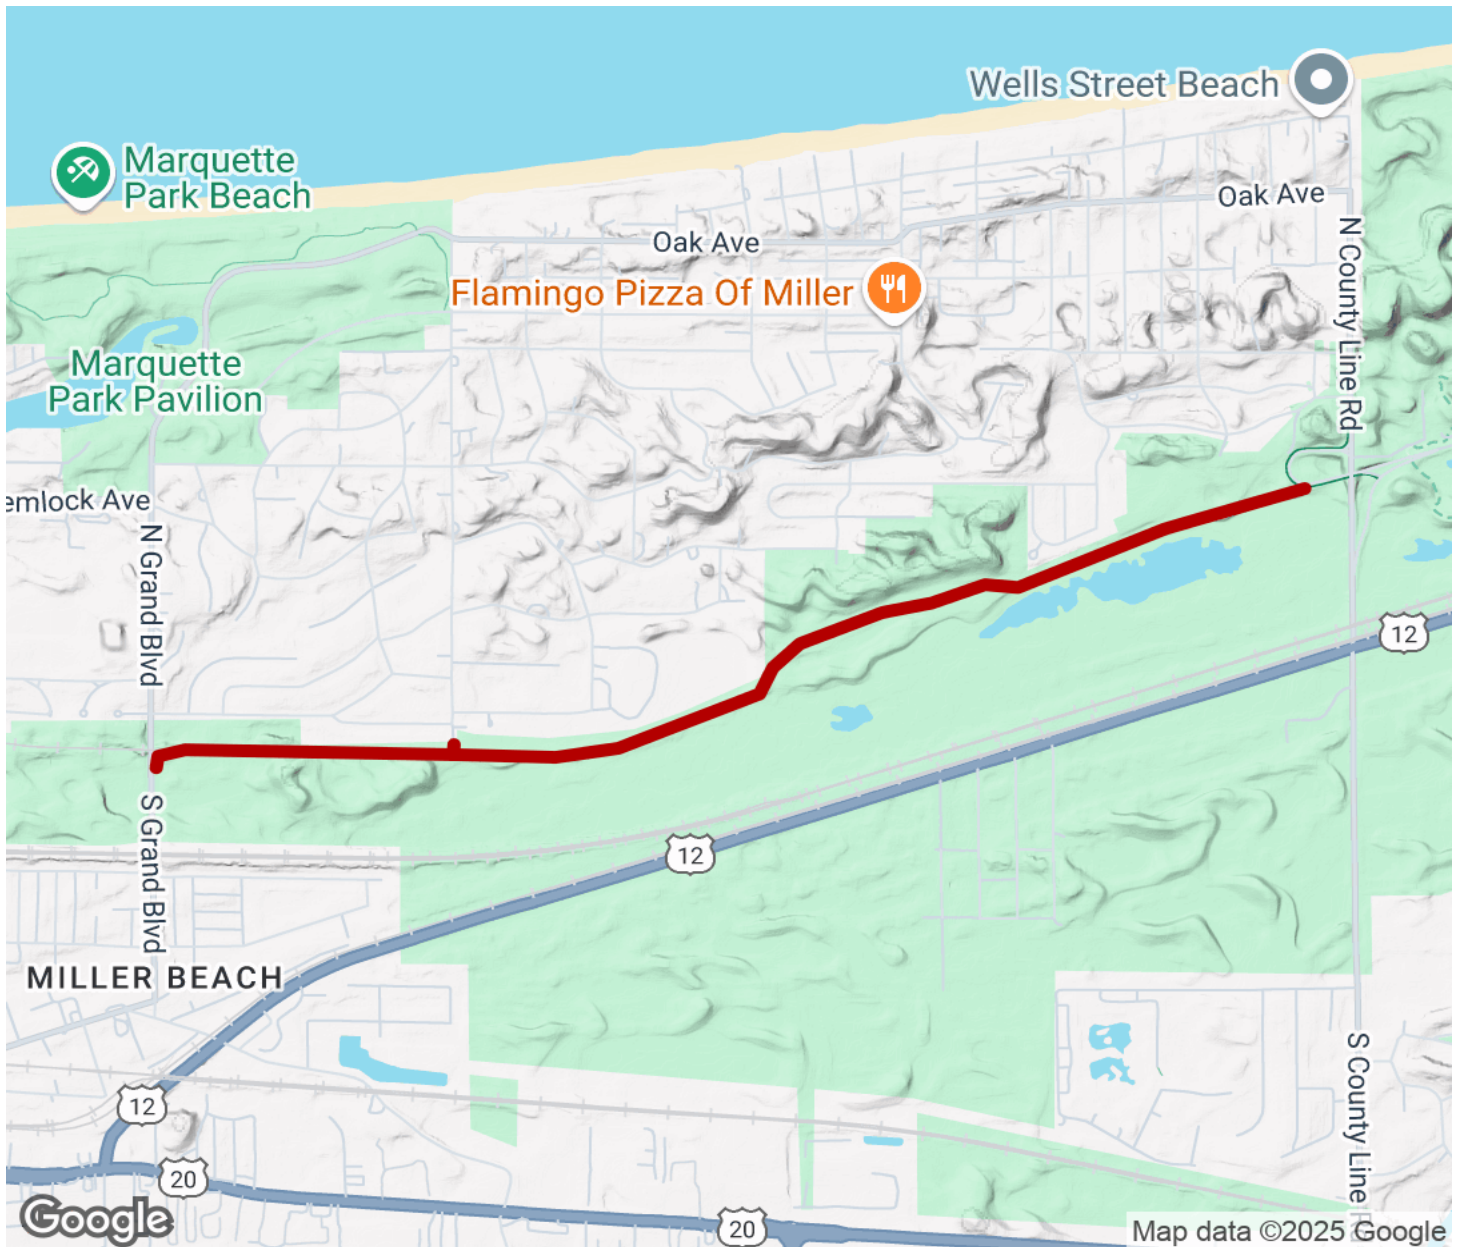 Wells Street Beach
Marquette
Park Beach
Oak Ave
Oak Ave
N County Line Rd
Flamingo Pizza Of Miller
Marquette
Park Pavilion
emlock Ave
N Grand Blvd
12
S Grand Blvd
12
MILLER BEACH
S County Line R
12
20
20
Google
Map data ©2025 Google